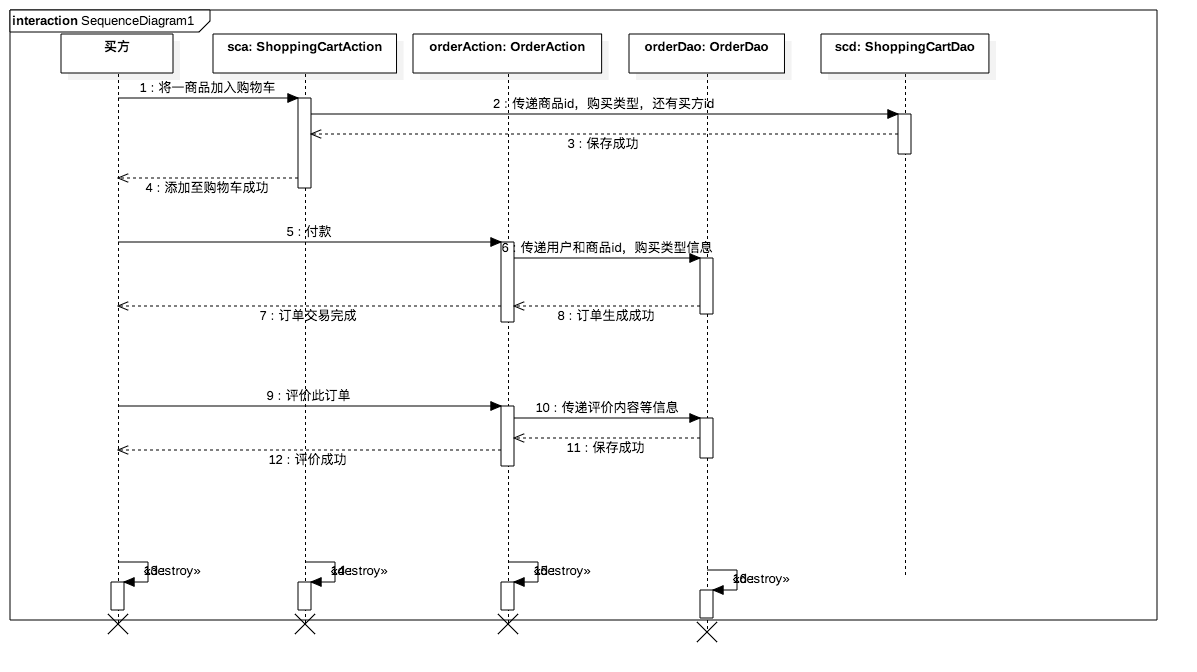 interaction SequenceDiagram1
买方
sca: ShoppingCartAction
orderAction: OrderAction
orderDao: OrderDao
scd: ShoppingCartDao
1 : 将一商品加入购物车
2 : 传递商品id，购买类型，还有买方id
3 : 保存成功
4 : 添加至购物车成功
5 : 付款
6 : 传递用户和商品id，购买类型信息
7 : 订单交易完成
8 : 订单生成成功
9 : 评价此订单
10 : 传递评价内容等信息
11 : 保存成功
12 : 评价成功
13 : «destroy»
14 : «destroy»
15 : «destroy»
16 : «destroy»